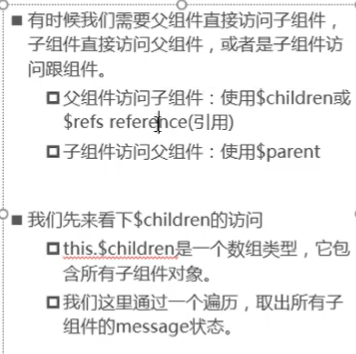 ■ 有时候我们需要父组件直接访问子组件，
子组件直接访问父组件，或者是子组件访
问跟组件。
父组件访问子组件：使用$children或
$refs reference(引用)
子组件访问父组件：使用$parent
■ 我们先来看下$children的访问
this.$children是一个数组类型，它包
含所有子组件对象。
我们这里通过一个遍历，取出所有子
组件的message状态。